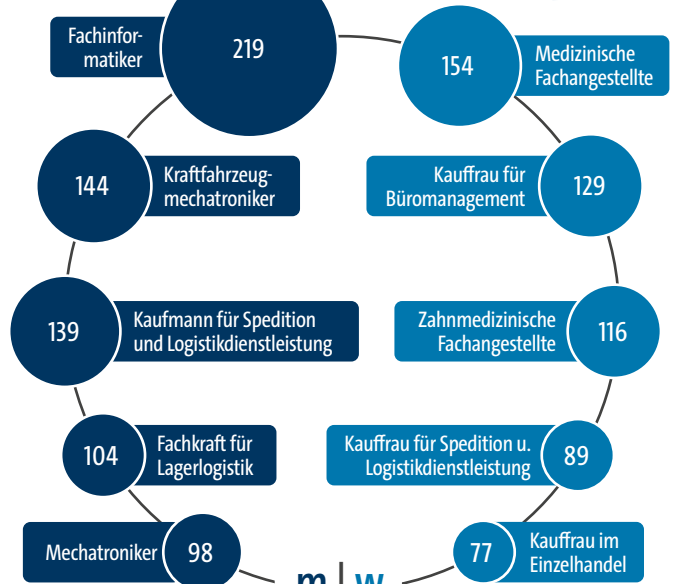 Fachinfor-
matiker
219
154
Medizinische
Fachangestellte
144
Kraftfahrzeug-
mechatroniker
Kauffrau für
Büromanagement
129
139
Kaufmann für Spedition
und Logistikdienstleistung
Zahnmedizinische
Fachangestellte
116
104
Fachkraft für
Lagerlogistik
Kauffrau für Spedition u.
Logistikdienstleistung
89
Mechatroniker
98
m | w
77
Kauffrau im
Einzelhandel